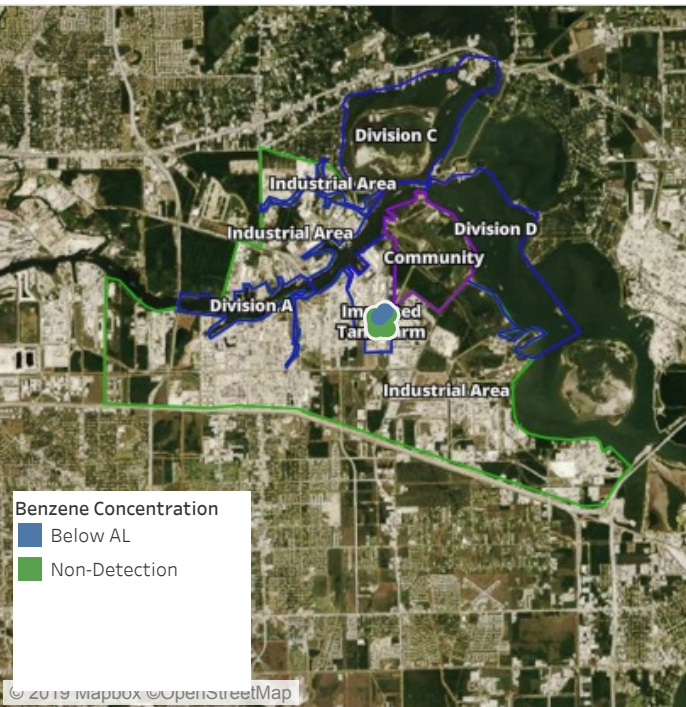 Division C
Industrial Area
Industrial Area
Division D
Community
Division A
Industrial Area
Benzene Concentration
Below AL
Non-Detection
© 2019 Mapbox ©OpenStreetMap